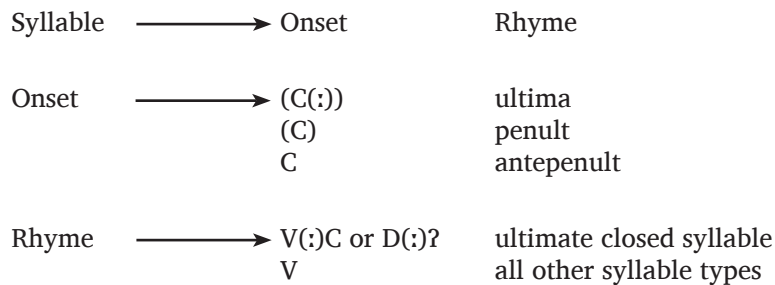 Syllable ⟶ Onset Rhyme
Onset ⟶ (C(ː)) ultima
(C) penult
C antepenult
Rhyme ⟶ V(ː)C or D(ː)ʔ ultimate closed syllable
V all other syllable types